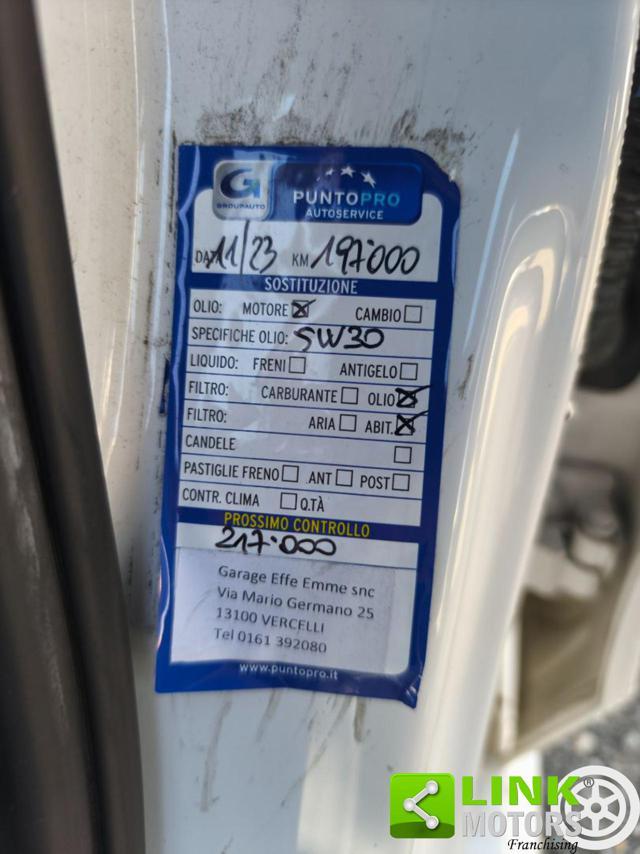 GROUPAUTO
PUNTOPRO
AUTOSERVICE
DATA 11/23 KM 197'000
SOSTITUZIONE
OLIO: MOTORE CAMBIO
SPECIFICHE OLIO: 5W30
LIQUIDO: FRENI ANTIGELO
FILTRO: CARBURANTE OLIO
FILTRO: ARIA ABIT.
CANDELE
PASTIGLIE FRENO ANT POST
CONTR. CLIMA Q.TÀ
PROSSIMO CONTROLLO
217'000
Garage Effe Emme snc
Via Mario Germano 25
13100 VERCELLI
Tel 0161 392080
www.puntopro.it
LINK
MOTORS®
Franchising